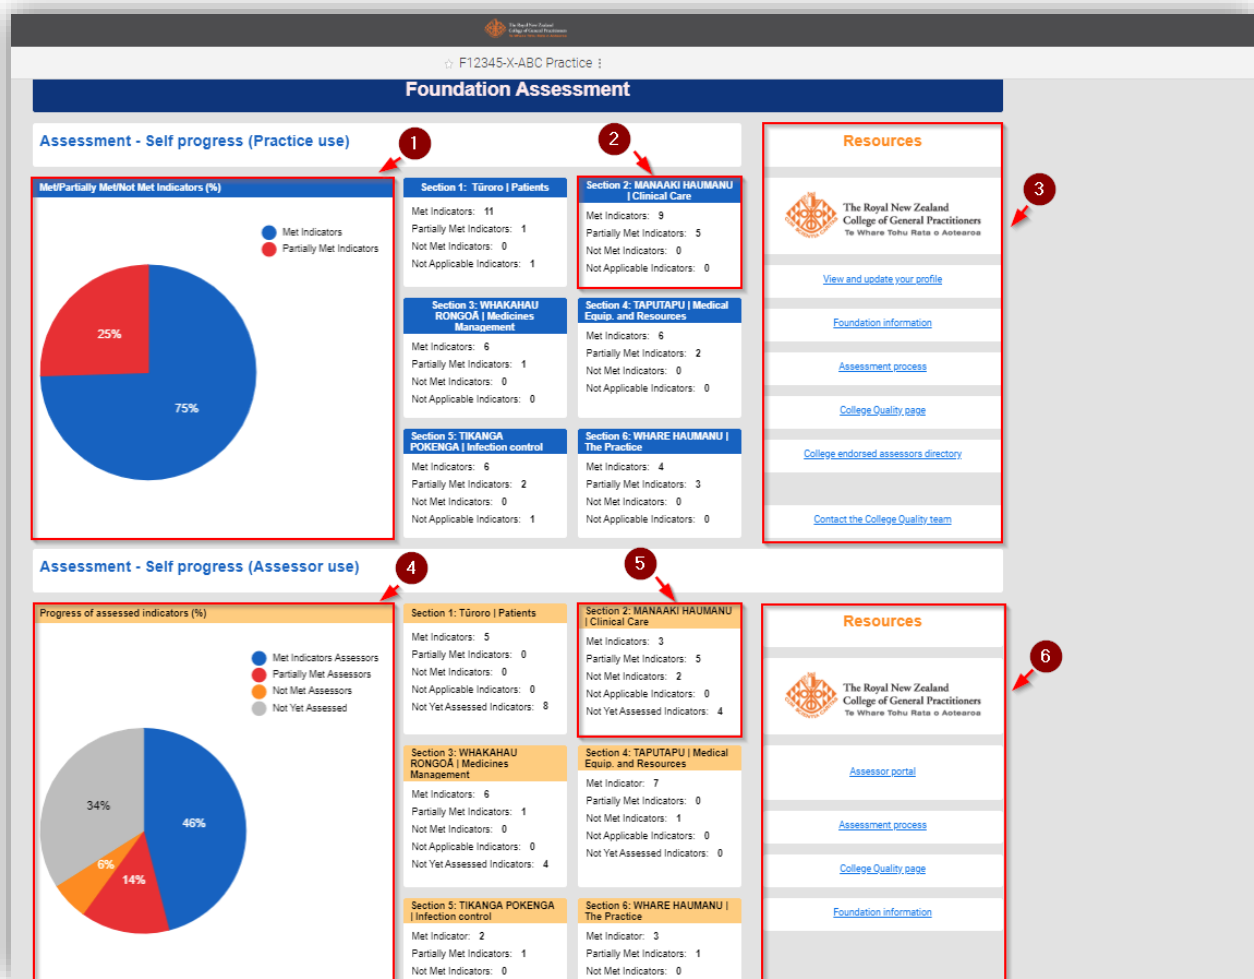 The Royal New Zealand
College of General Practitioners
Te Whare Tohu Rata o Aotearoa
F12345-X-ABC Practice
Foundation Assessment
Assessment - Self progress (Practice use)
1
2
Resources
3
Met/Partially Met/Not Met Indicators (%)
Met Indicators
Partially Met Indicators
25%
75%
Section 1: Tūroro | Patients
Met Indicators: 11
Partially Met Indicators: 1
Not Met Indicators: 0
Not Applicable Indicators: 1
Section 2: MANAAKI HAUMANU
| Clinical Care
Met Indicators: 9
Partially Met Indicators: 5
Not Met Indicators: 0
Not Applicable Indicators: 0
Section 3: WHAKAHAU
RONGOĀ | Medicines
Management
Met Indicators: 6
Partially Met Indicators: 1
Not Met Indicators: 0
Not Applicable Indicators: 0
Section 4: TAPUTAPU | Medical
Equip. and Resources
Met Indicators: 6
Partially Met Indicators: 2
Not Met Indicators: 0
Not Applicable Indicators: 0
Section 5: TIKANGA
POKENGA | Infection control
Met Indicators: 6
Partially Met Indicators: 2
Not Met Indicators: 0
Not Applicable Indicators: 1
Section 6: WHARE HAUMANU |
The Practice
Met Indicators: 4
Partially Met Indicators: 3
Not Met Indicators: 0
Not Applicable Indicators: 0
The Royal New Zealand
College of General Practitioners
Te Whare Tohu Rata o Aotearoa
View and update your profile
Foundation information
Assessment process
College Quality page
College endorsed assessors directory
Contact the College Quality team
Assessment - Self progress (Assessor use)
4
5
6
Progress of assessed indicators (%)
Met Indicators Assessors
Partially Met Assessors
Not Met Assessors
Not Yet Assessed
34%
46%
6%
14%
Section 1: Tūroro | Patients
Met Indicators: 5
Partially Met Indicators: 0
Not Met Indicators: 0
Not Applicable Indicators: 0
Not Yet Assessed Indicators: 8
Section 2: MANAAKI HAUMANU
| Clinical Care
Met Indicators: 3
Partially Met Indicators: 5
Not Met Indicators: 2
Not Applicable Indicators: 0
Not Yet Assessed Indicators: 4
Section 3: WHAKAHAU
RONGOĀ | Medicines
Management
Met Indicators: 6
Partially Met Indicators: 1
Not Met Indicators: 0
Not Applicable Indicators: 0
Not Yet Assessed Indicators: 4
Section 4: TAPUTAPU | Medical
Equip. and Resources
Met Indicator: 7
Partially Met Indicators: 0
Not Met Indicators: 1
Not Applicable Indicators: 0
Not Yet Assessed Indicators: 0
Section 5: TIKANGA POKENGA
| Infection control
Met Indicator: 2
Partially Met Indicators: 1
Not Met Indicators: 0
Section 6: WHARE HAUMANU |
The Practice
Met Indicator: 3
Partially Met Indicators: 1
Not Met Indicators: 0
Resources
The Royal New Zealand
College of General Practitioners
Te Whare Tohu Rata o Aotearoa
Assessor portal
Assessment process
College Quality page
Foundation information